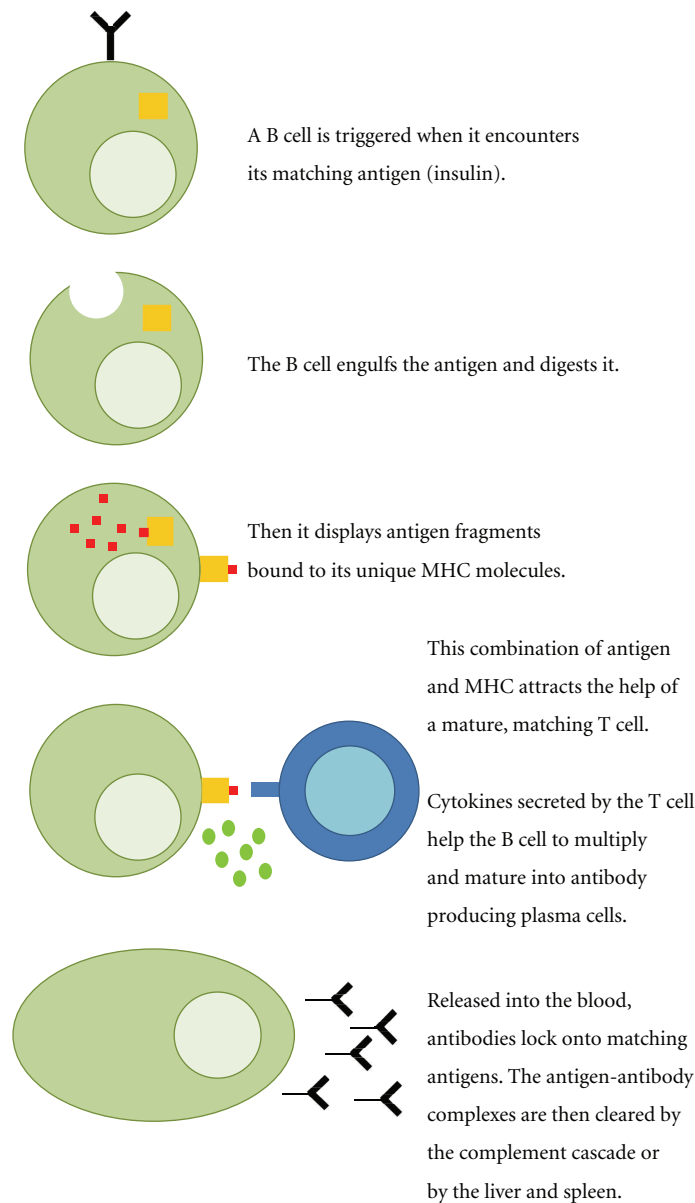 A B cell is triggered when it encounters
its matching antigen (insulin).
The B cell engulfs the antigen and digests it.
Then it displays antigen fragments
bound to its unique MHC molecules.
This combination of antigen
and MHC attracts the help of
a mature, matching T cell.
Cytokines secreted by the T cell
help the B cell to multiply
and mature into antibody
producing plasma cells.
Released into the blood,
antibodies lock onto matching
antigens. The antigen-antibody
complexes are then cleared by
the complement cascade or
by the liver and spleen.